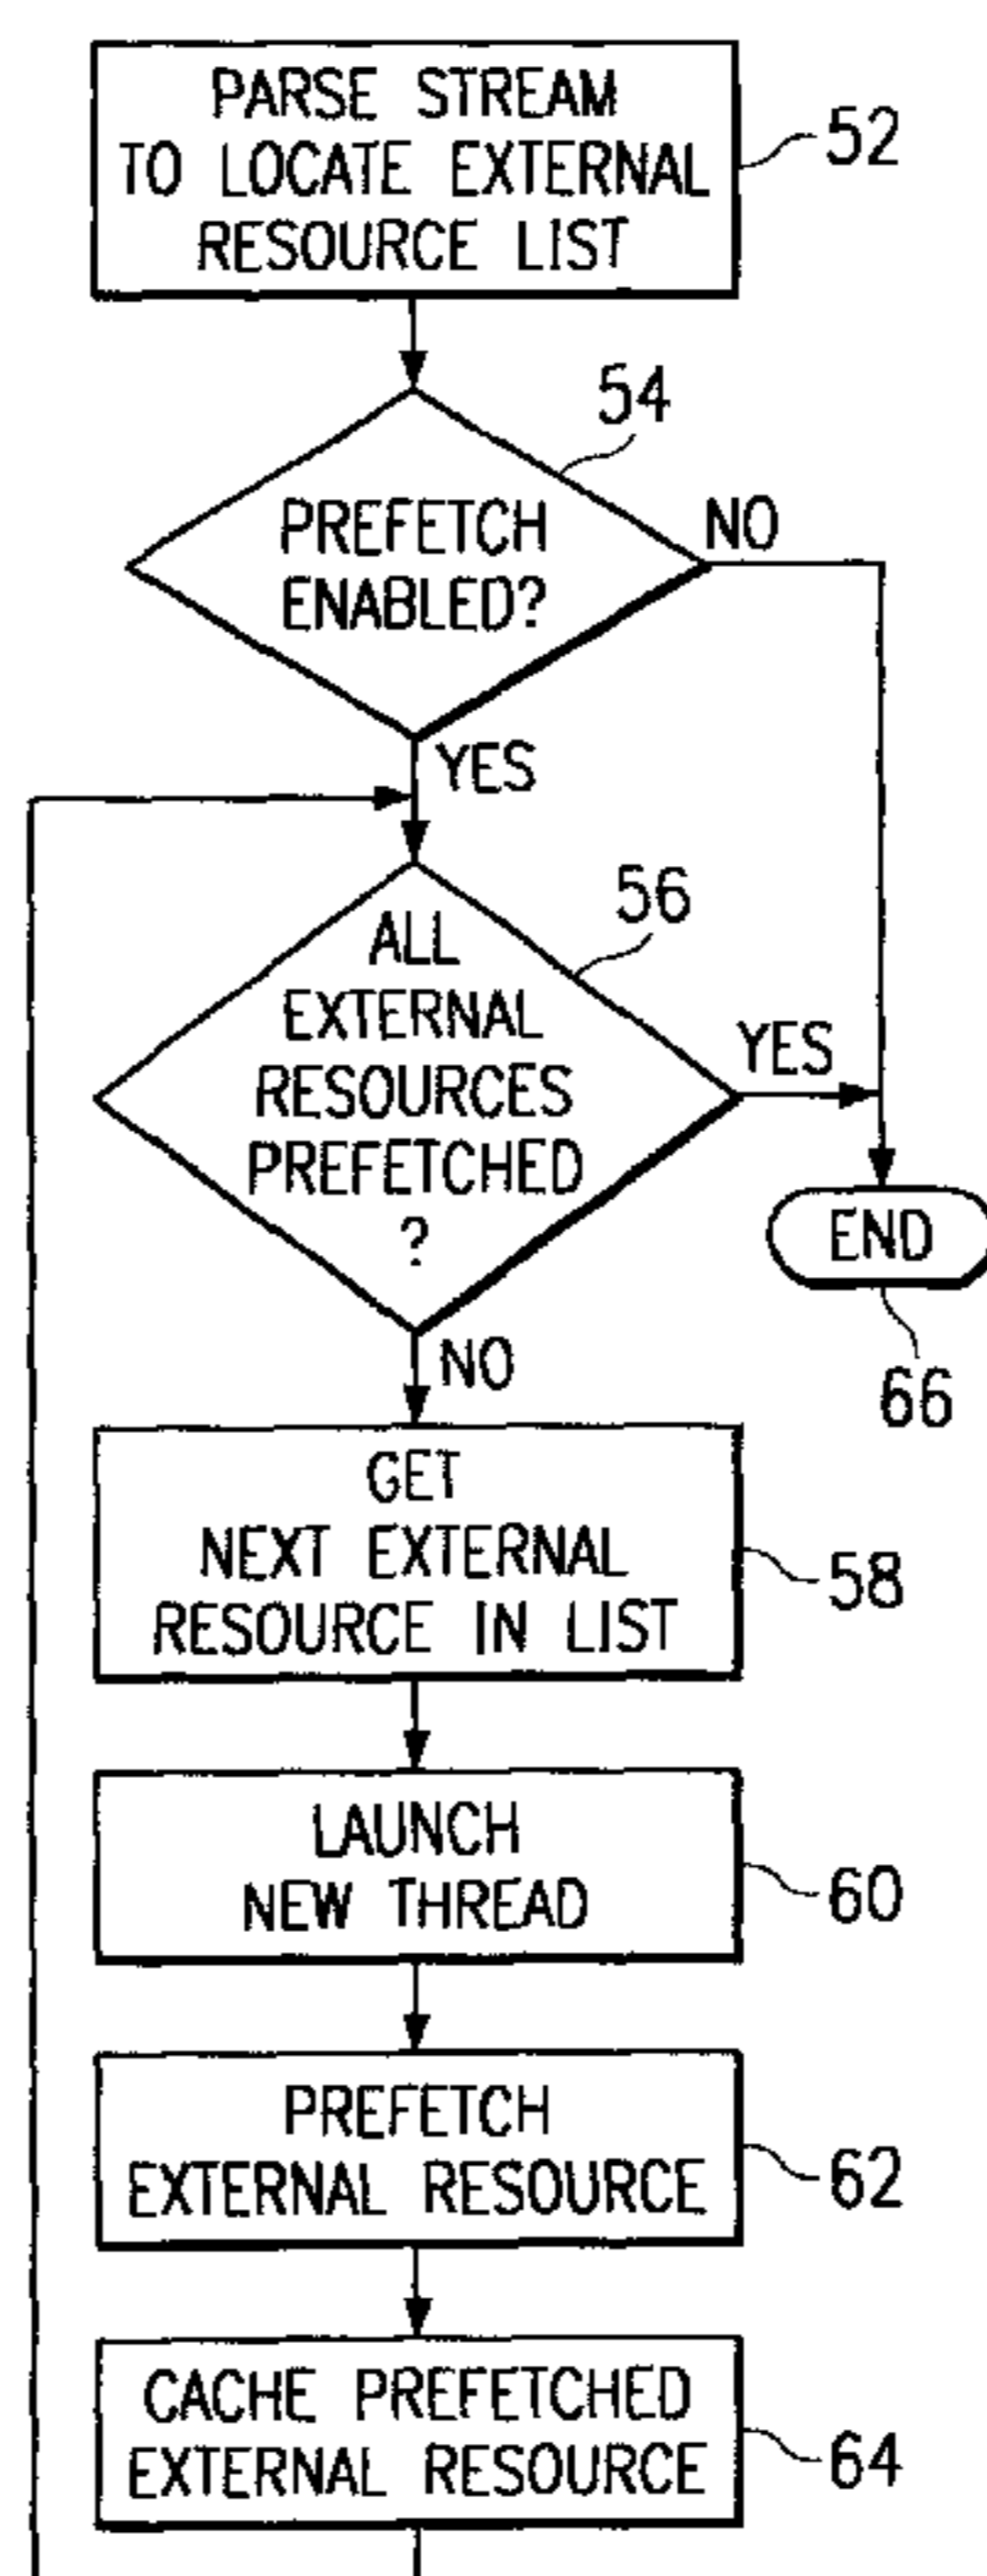 PARSE STREAM
TO LOCATE EXTERNAL
RESOURCE LIST
52
54
PREFETCH
ENABLED?
NO
YES
56
ALL
EXTERNAL
RESOURCES
PREFETCHED
?
YES
END
66
NO
GET
NEXT EXTERNAL
RESOURCE IN LIST
58
LAUNCH
NEW THREAD
60
PREFETCH
EXTERNAL RESOURCE
62
CACHE PREFETCHED
EXTERNAL RESOURCE
64